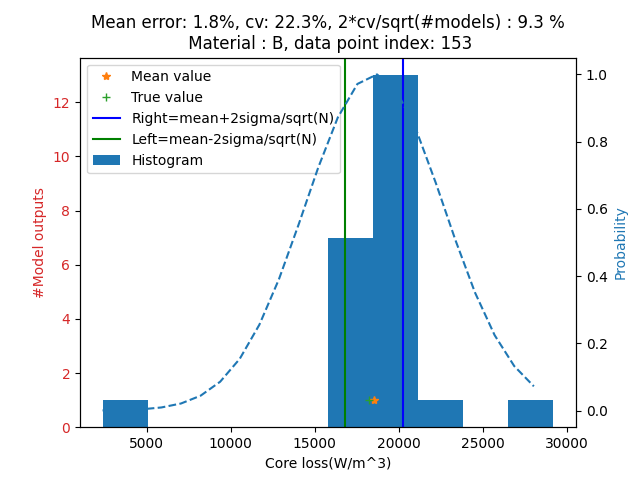 Mean error: 1.8%, cv: 22.3%, 2*cv/sqrt(#models) : 9.3 %
Material : B, data point index: 153
Mean value
True value
Right=mean+2sigma/sqrt(N)
Left=mean-2sigma/sqrt(N)
Histogram
#Model outputs
12
10
8
6
4
2
0
Probability
1.0
0.8
0.6
0.4
0.2
0.0
5000 10000 15000 20000 25000 30000
Core loss(W/m^3)